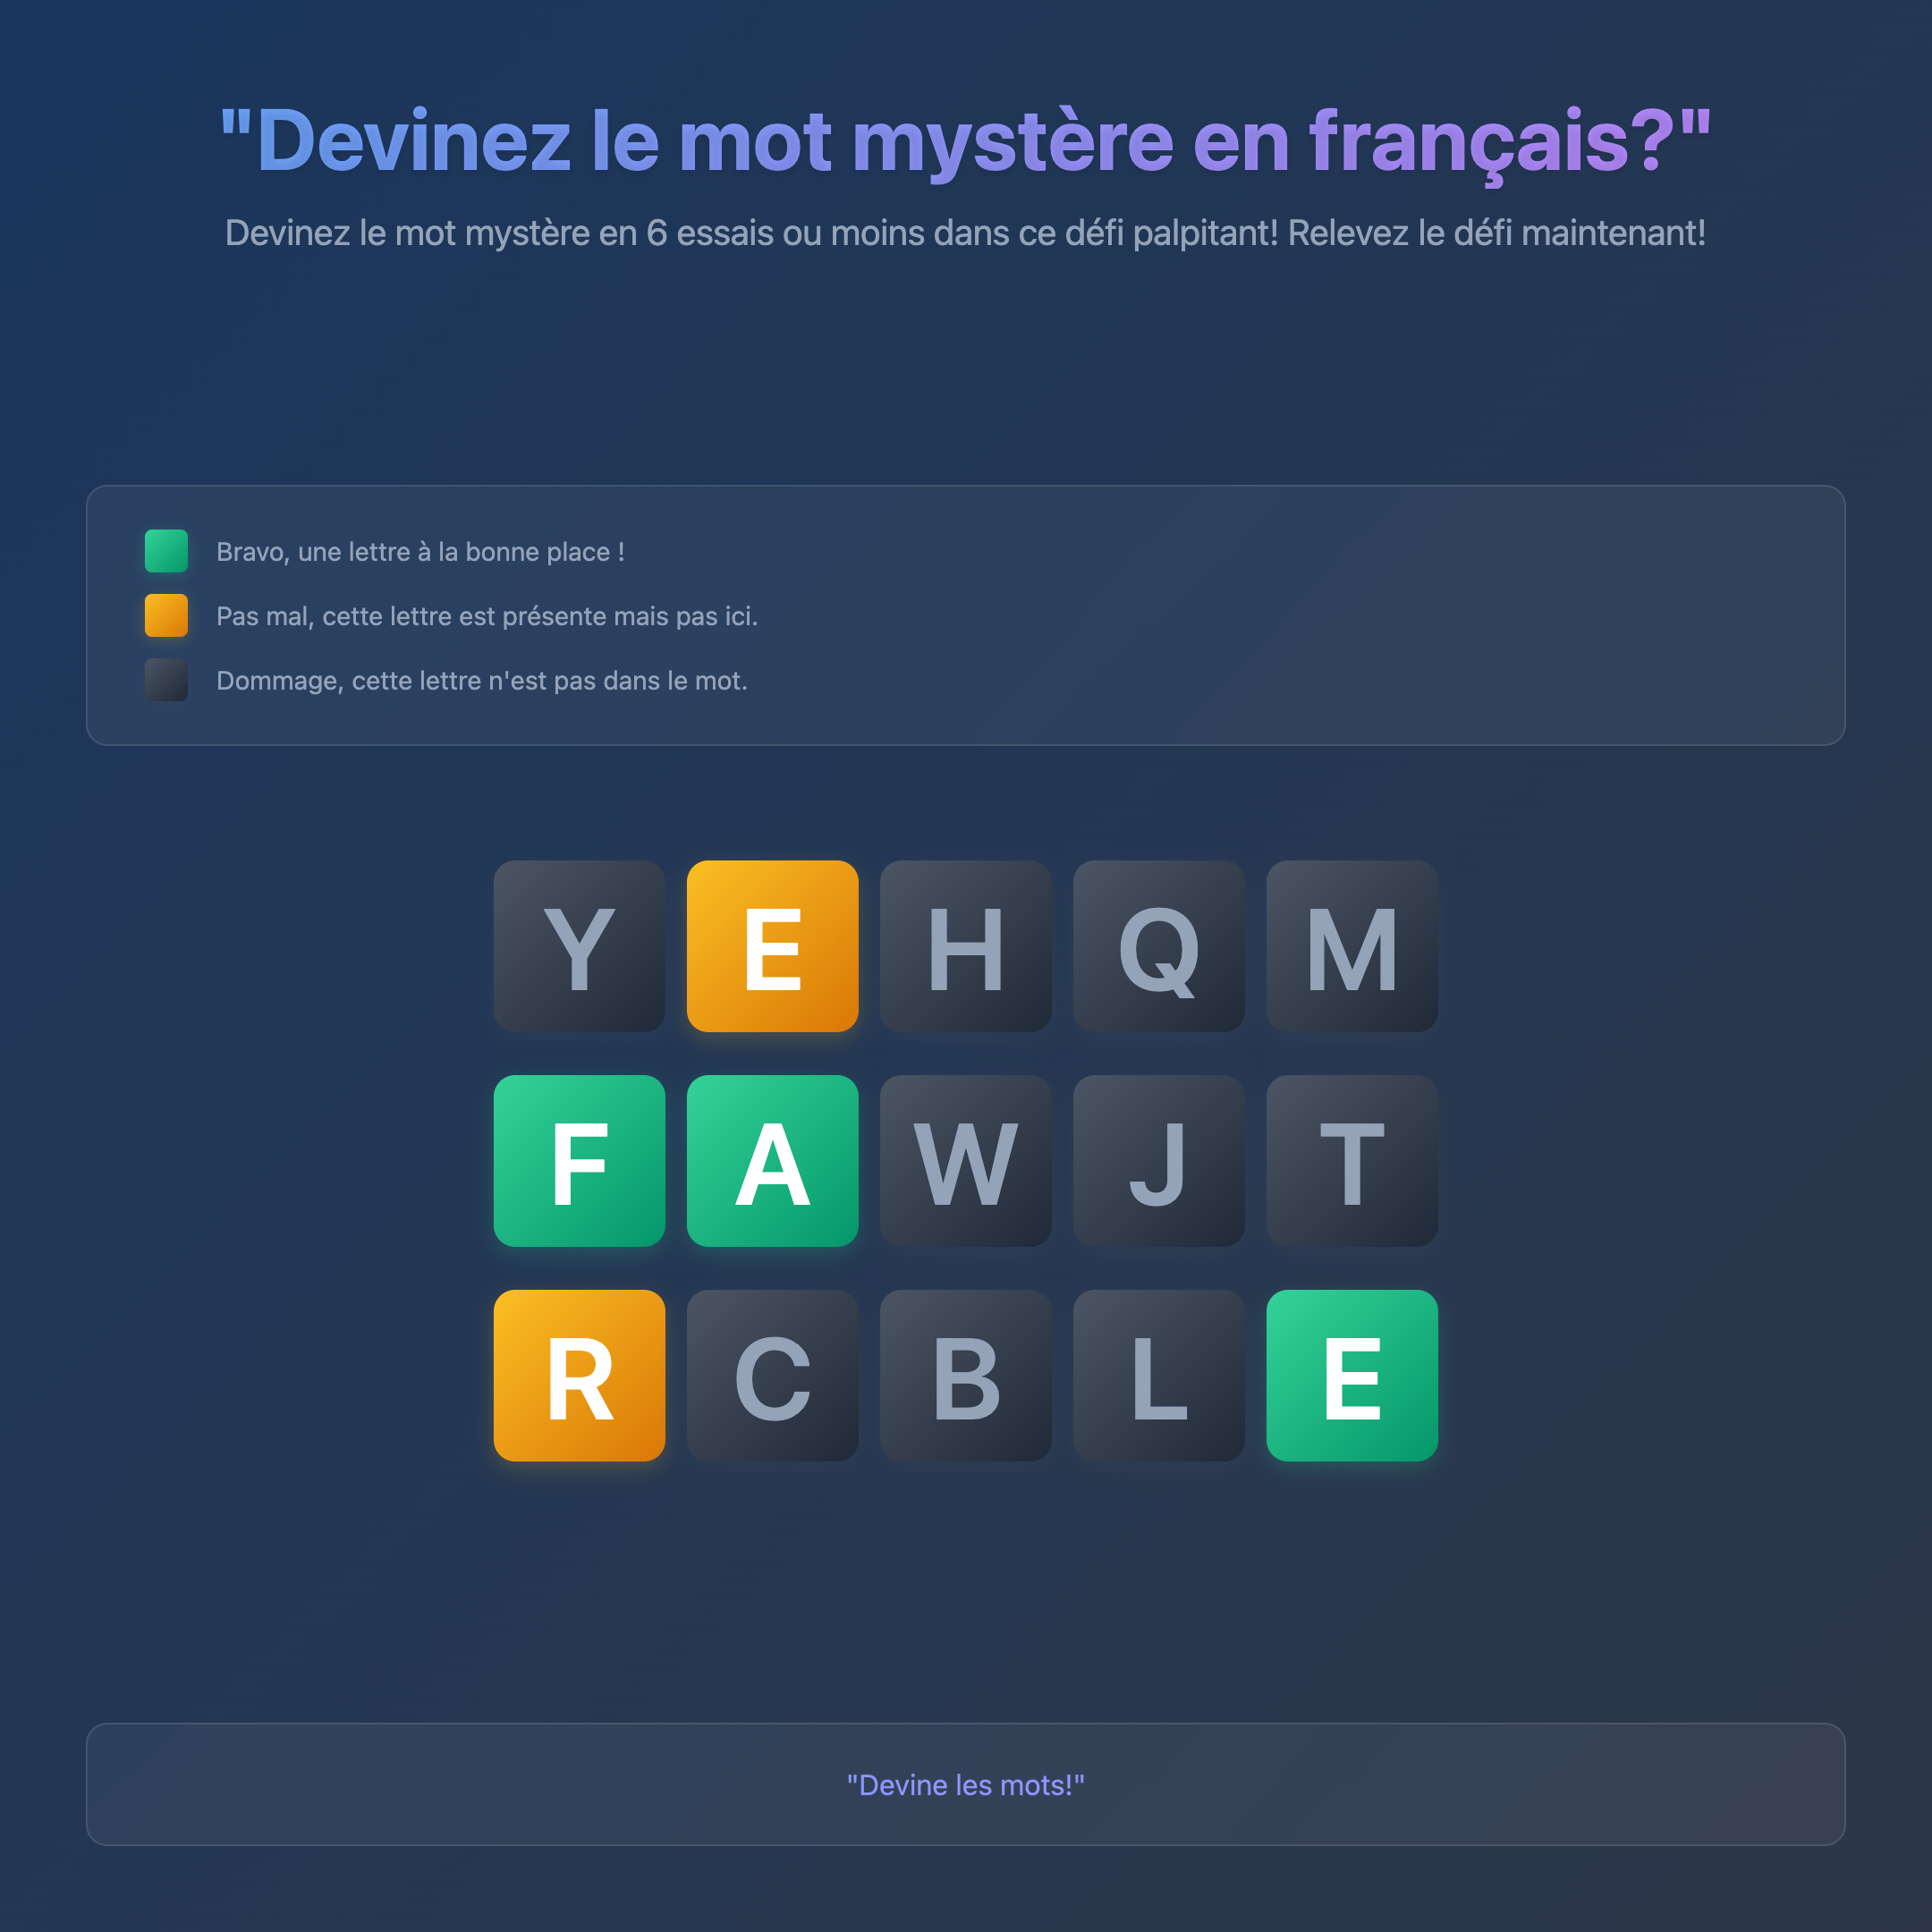 "Devinez le mot mystère en français?"
Devinez le mot mystère en 6 essais ou moins dans ce défi palpitant! Relevez le défi maintenant!
Bravo, une lettre à la bonne place !
Pas mal, cette lettre est présente mais pas ici.
Dommage, cette lettre n'est pas dans le mot.
Y E H Q M
F A W J T
R C B L E
"Devine les mots!"